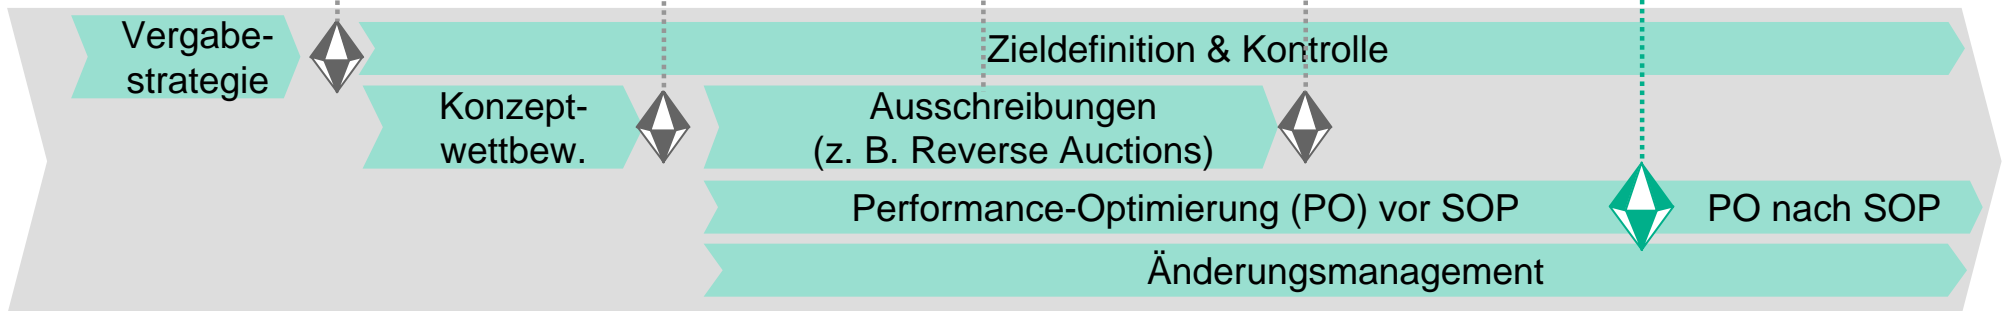 Vergabe-
strategie
Zieldefinition & Kontrolle
Konzept-
wettbew.
Ausschreibungen
(z. B. Reverse Auctions)
Performance-Optimierung (PO) vor SOP
PO nach SOP
Änderungsmanagement